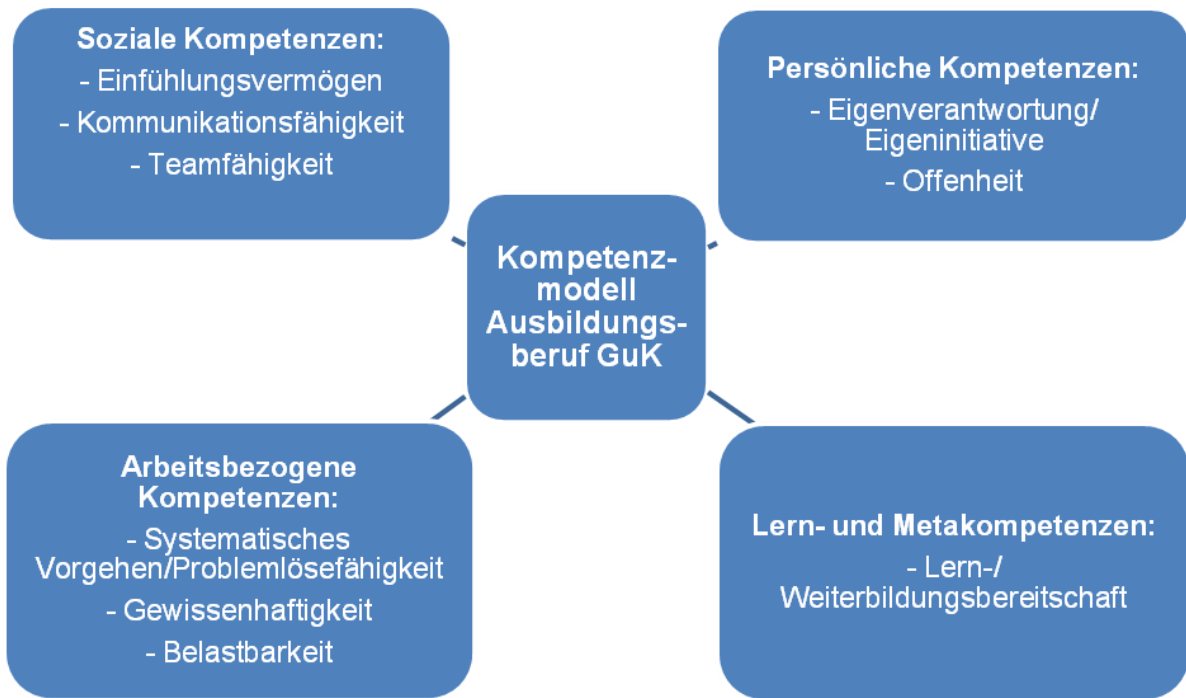 Soziale Kompetenzen:
- Einfühlungsvermögen
- Kommunikationsfähigkeit
- Teamfähigkeit
Persönliche Kompetenzen:
- Eigenverantwortung/
Eigeninitiative
- Offenheit
Kompetenz-
modell
Ausbildungs-
beruf GuK
Arbeitsbezogene
Kompetenzen:
- Systematisches
Vorgehen/Problemlösefähigkeit
- Gewissenhaftigkeit
- Belastbarkeit
Lern- und Metakompetenzen:
- Lern-/
Weiterbildungsbereitschaft